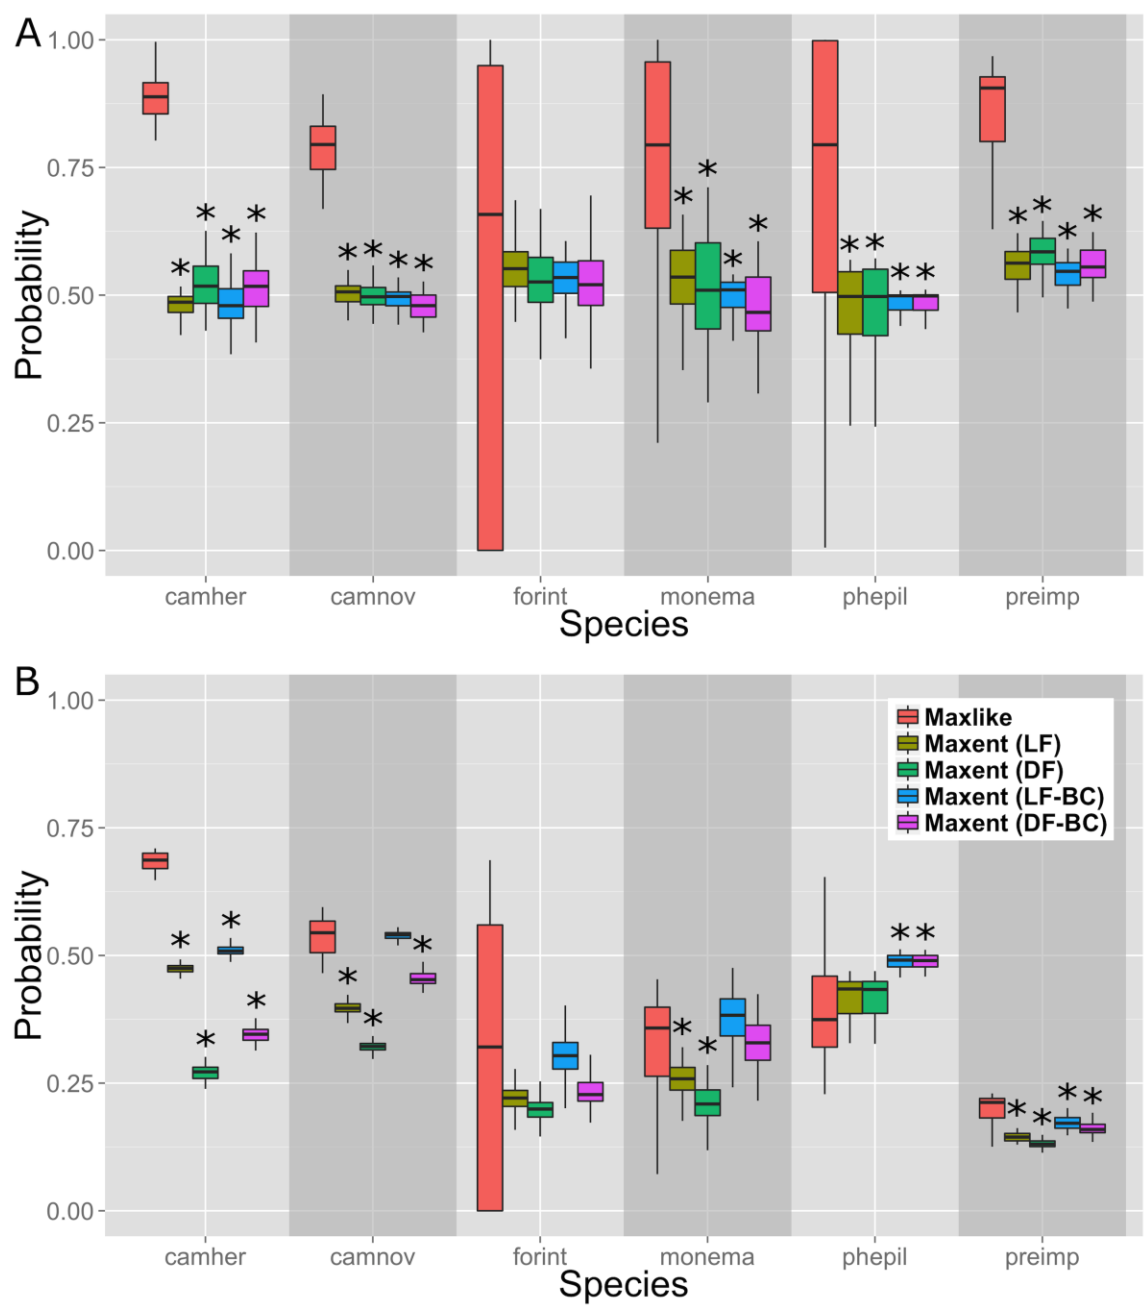 A
1.00
0.75
0.50
0.25
0.00
Probability
* * * * * * * * * * * * * * * * * * * *
camher camnov forint monema phepil preimp
Species
B
1.00
0.75
0.50
0.25
0.00
Probability
Maxlike
Maxent (LF)
Maxent (DF)
Maxent (LF-BC)
Maxent (DF-BC)
* * * * * * * * * * * * * * *
camher camnov forint monema phepil preimp
Species